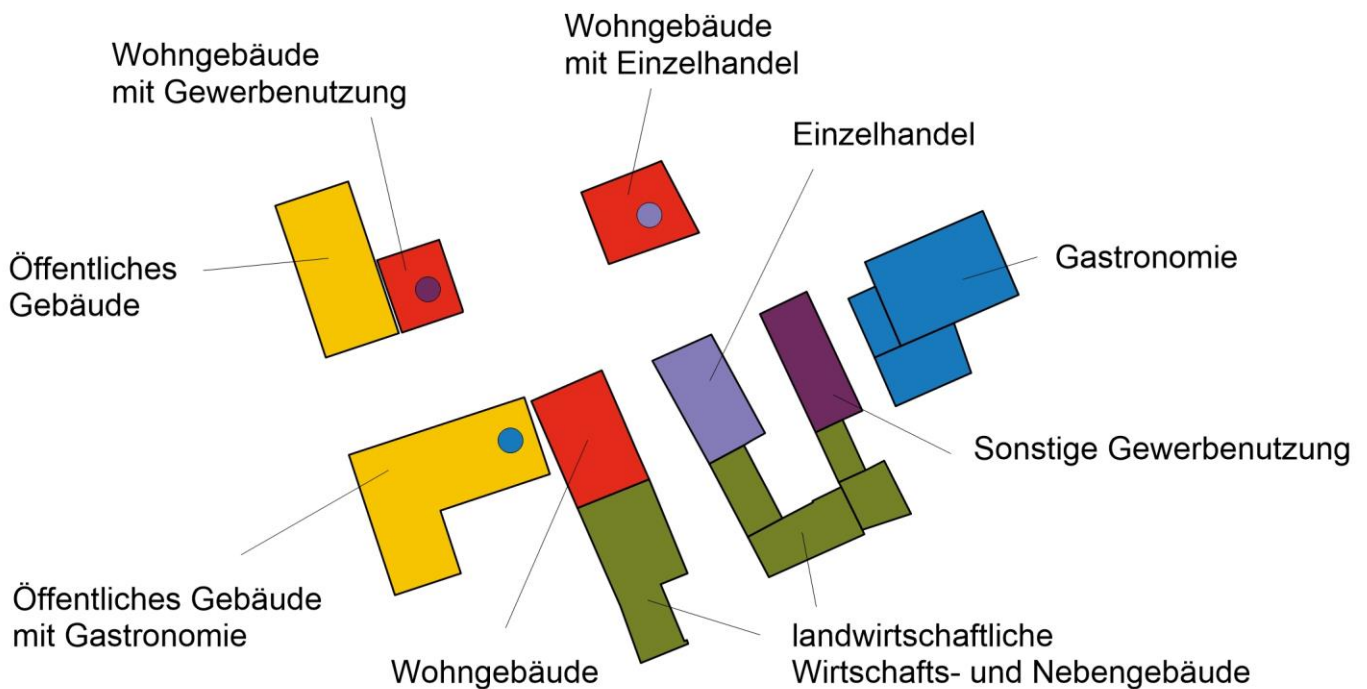 Wohngebäude
mit Gewerbenutzung
Wohngebäude
mit Einzelhandel
Einzelhandel
Öffentliches
Gebäude
Gastronomie
Sonstige Gewerbenutzung
Öffentliches Gebäude
mit Gastronomie
Wohngebäude
landwirtschaftliche
Wirtschafts- und Nebengebäude